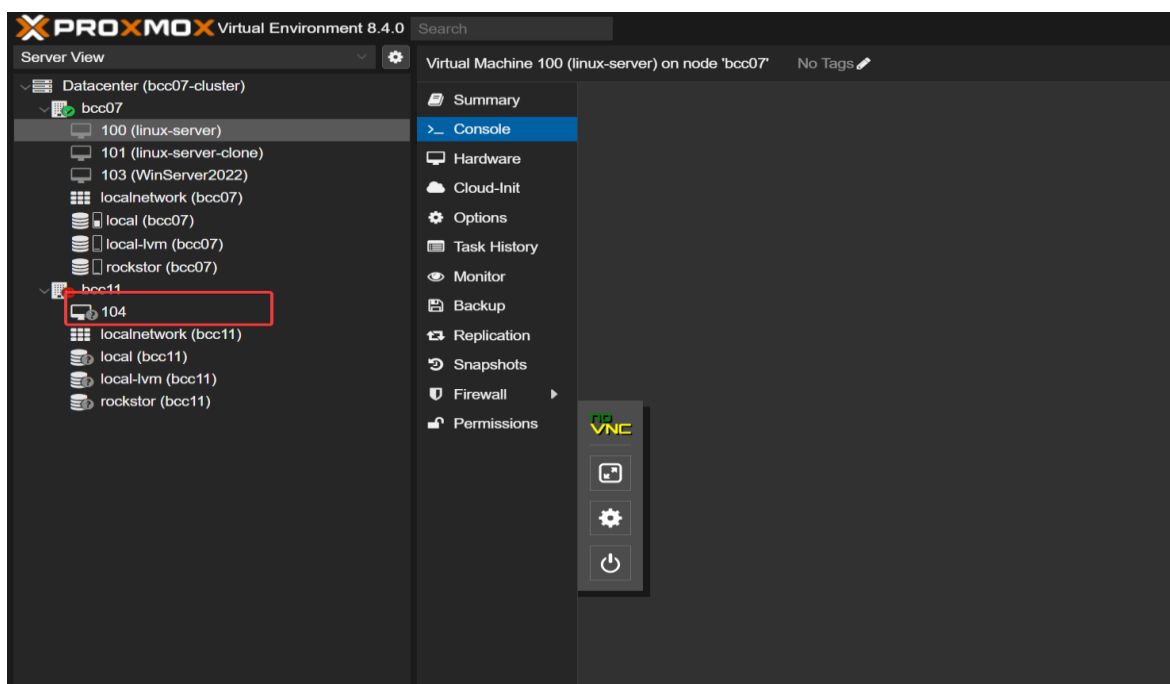 PROXMOX Virtual Environment 8.4.0 Search
Server View
Virtual Machine 100 (linux-server) on node 'bcc07' No Tags
Datacenter (bcc07-cluster)
bcc07
100 (linux-server)
101 (linux-server-clone)
103 (WinServer2022)
localnetwork (bcc07)
local (bcc07)
local-lvm (bcc07)
rockstor (bcc07)
bcc11
104
localnetwork (bcc11)
local (bcc11)
local-lvm (bcc11)
rockstor (bcc11)
Summary
>_ Console
Hardware
Cloud-Init
Options
Task History
Monitor
Backup
Replication
Snapshots
Firewall
Permissions
no
VNC